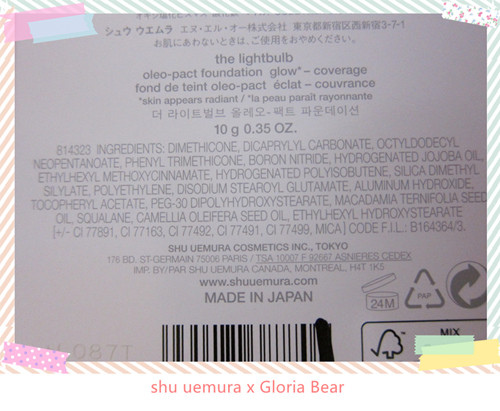 シュウ ウエムラ エヌ・エル・オー株式会社 東京都新宿区西新宿3-7-1
お肌にあわないときは、ご使用をおやめください。
the lightbulb
oleo-pact foundation glow* – coverage
fond de teint oleo-pact éclat – couvrance
*skin appears radiant / *la peau paraît rayonnante
더 라이트벌브 올레오-팩트 파운데이션
10 g 0.35 OZ.
B14323 INGREDIENTS: DIMETHICONE, DICAPRYLYL CARBONATE, OCTYLDODECYL
NEOPENTANOATE, PHENYL TRIMETHICONE, BORON NITRIDE, HYDROGENATED JOJOBA OIL,
ETHYLHEXYL METHOXYCINNAMATE, HYDROGENATED POLYISOBUTENE, SILICA DIMETHYL
SILYLATE, POLYETHYLENE, DISODIUM STEAROYL GLUTAMATE, ALUMINUM HYDROXIDE,
TOCOPHERYL ACETATE, PEG-30 DIPOLYHYDROXYSTEARATE, MACADAMIA TERNIFOLIA SEED
OIL, SQUALANE, CAMELLIA OLEIFERA SEED OIL, ETHYLHEXYL HYDROXYSTEARATE
[+/- CI 77891, CI 77163, CI 77492, CI 77491, CI 77499, MICA] CODE F.I.L.: B164364/3.
SHU UEMURA COSMETICS INC., TOKYO
176 BD. ST-GERMAIN 75006 PARIS / TSA 10007 F 92667 ASNIERES CEDEX
IMP. BY/PAR SHU UEMURA CANADA, MONTREAL, H4T 1K5
www.shuuemura.com
MADE IN JAPAN
24M
PAP
MIX
shu uemura x Gloria Bear